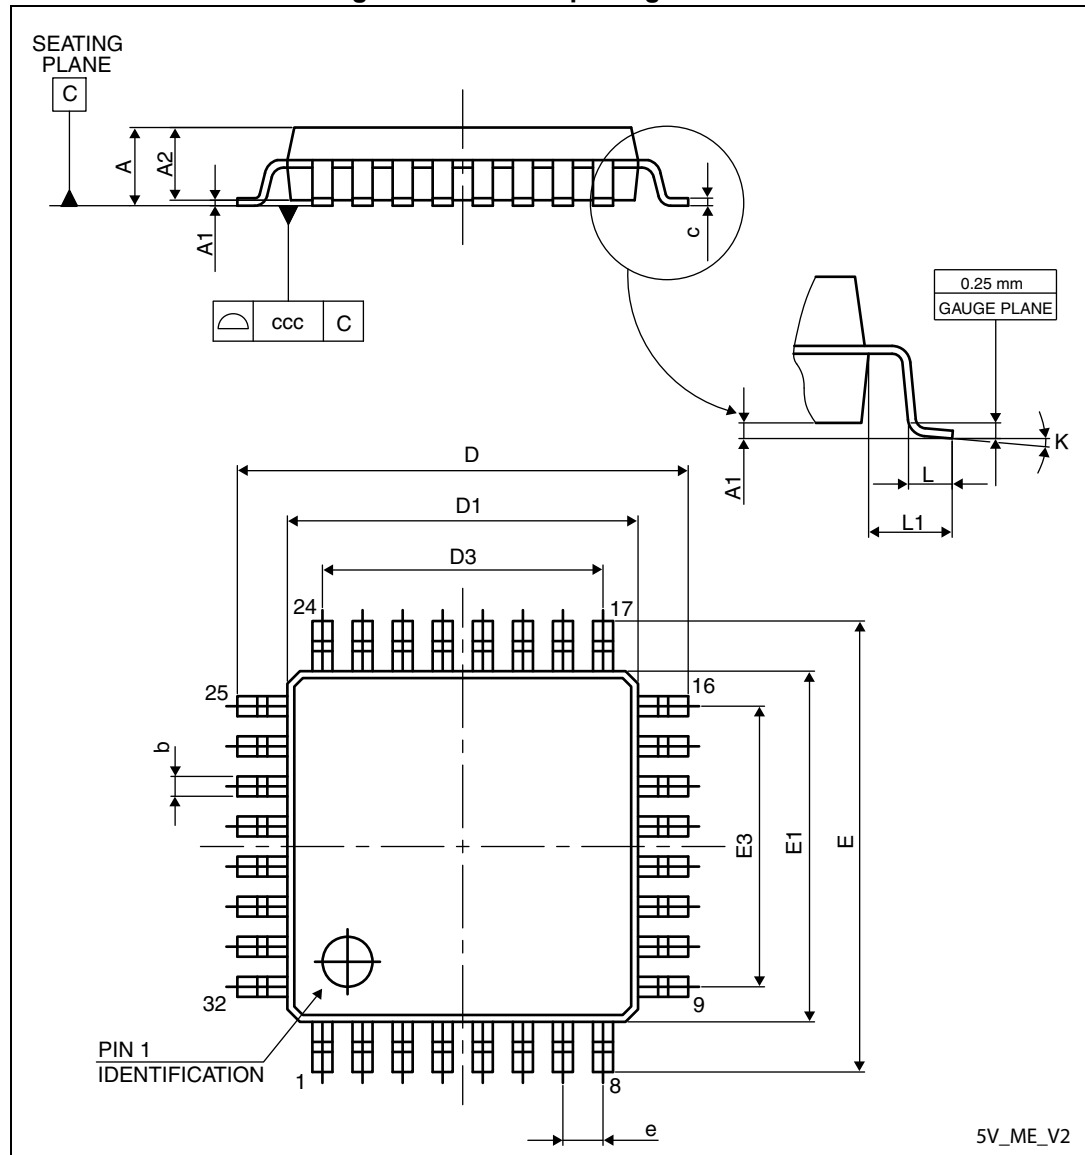 SEATING
PLANE
C
A
A2
A1
c
ccc C
0.25 mm
GAUGE PLANE
K
A1
L
L1
D
D1
D3
24
17
25
16
b
E3
E1
E
32
9
PIN 1
IDENTIFICATION
1
8
e
5V_ME_V2